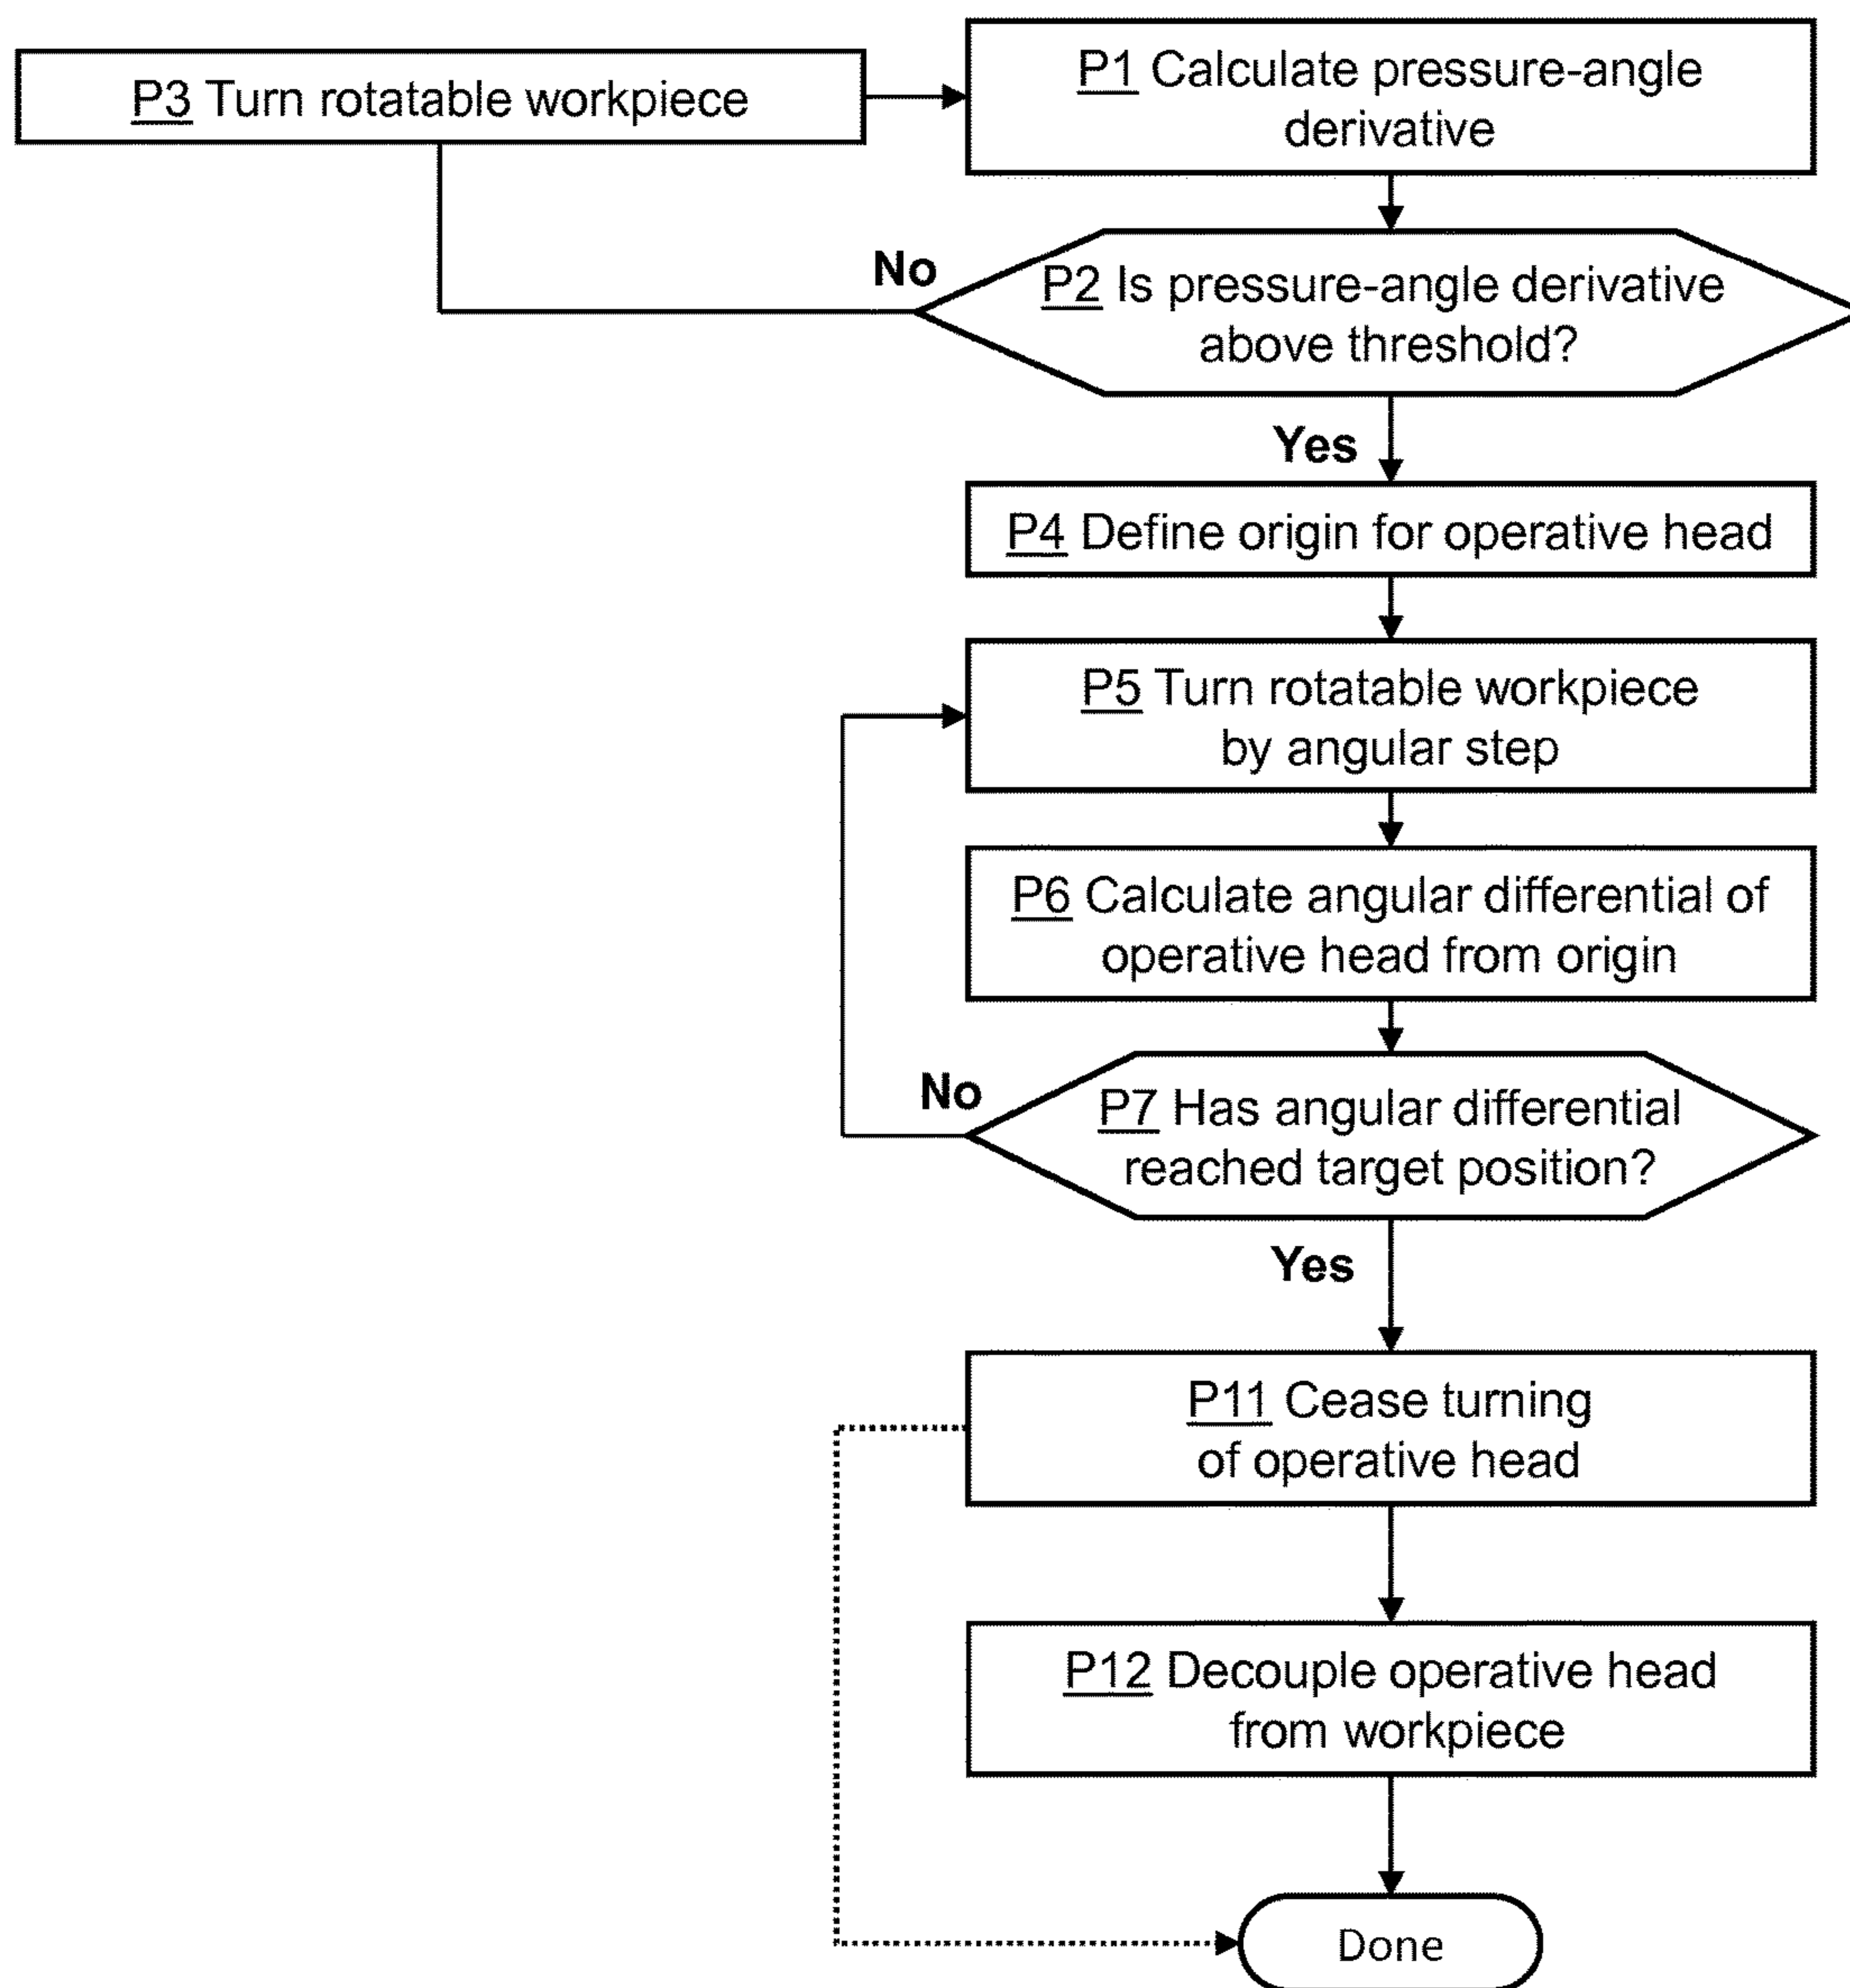 P3 Turn rotatable workpiece
P1 Calculate pressure-angle
derivative
No
P2 Is pressure-angle derivative
above threshold?
Yes
P4 Define origin for operative head
P5 Turn rotatable workpiece
by angular step
P6 Calculate angular differential of
operative head from origin
No
P7 Has angular differential
reached target position?
Yes
P11 Cease turning
of operative head
P12 Decouple operative head
from workpiece
Done